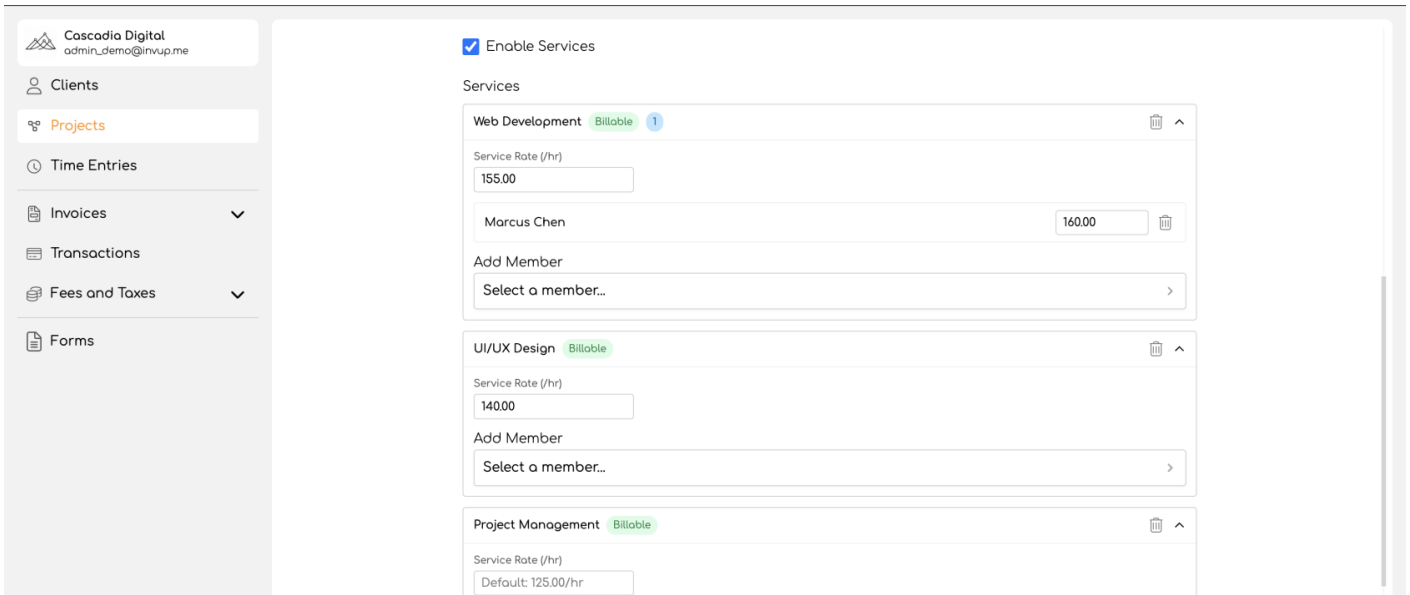 Cascadia Digital
admin_demo@invup.me
Clients
Projects
Time Entries
Invoices
Transactions
Fees and Taxes
Forms
Enable Services
Services
Web Development Billable 1
Service Rate (/hr)
155.00
Marcus Chen 160.00
Add Member
Select a member...
UI/UX Design Billable
Service Rate (/hr)
140.00
Add Member
Select a member...
Project Management Billable
Service Rate (/hr)
Default: 125.00/hr